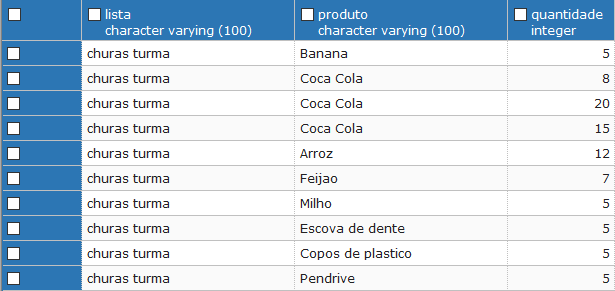 lista produto quantidade
character varying (100) character varying (100) integer
churas turma Banana 5
churas turma Coca Cola 8
churas turma Coca Cola 20
churas turma Coca Cola 15
churas turma Arroz 12
churas turma Feijao 7
churas turma Milho 5
churas turma Escova de dente 5
churas turma Copos de plastico 5
churas turma Pendrive 5